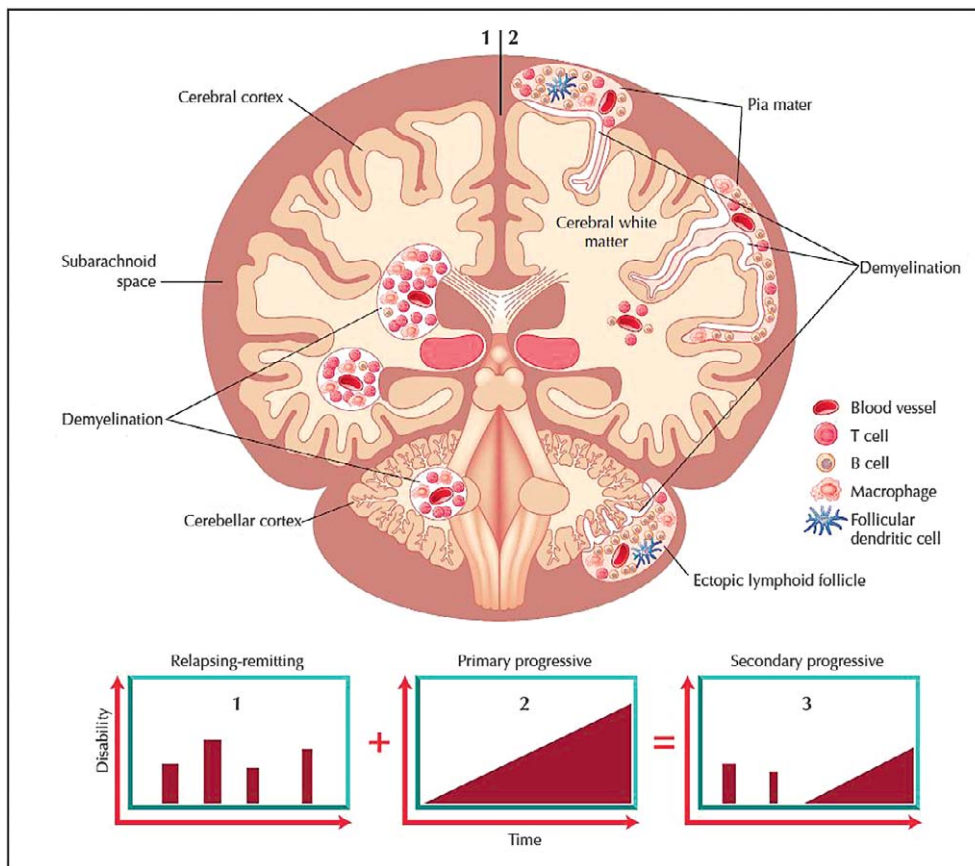 1 2
Cerebral cortex
Pia mater
Cerebral white
matter
Subarachnoid
space
Demyelination
Demyelination
Blood vessel
T cell
B cell
Macrophage
Follicular
dendritic cell
Cerebellar cortex
Ectopic lymphoid follicle
Relapsing-remitting
Primary progressive
Secondary progressive
1
2
3
Disability
+
=
Time